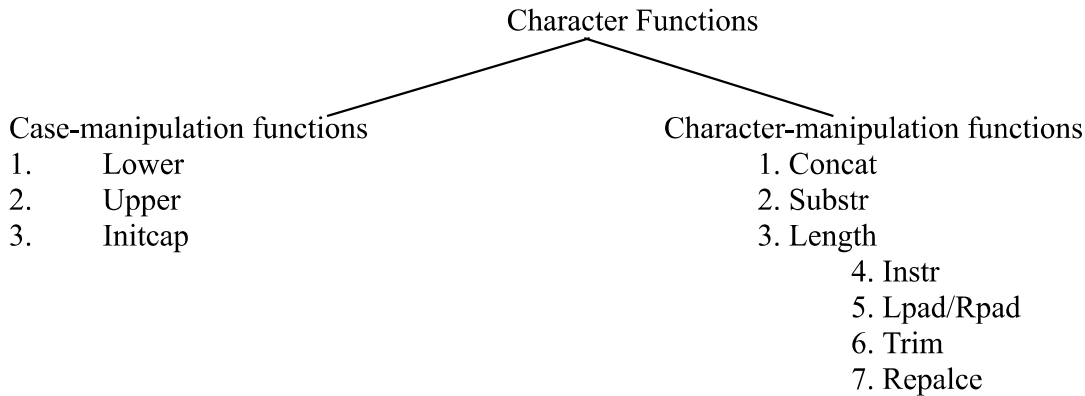 Character Functions
Case-manipulation functions
1. Lower
2. Upper
3. Initcap
Character-manipulation functions
1. Concat
2. Substr
3. Length
4. Instr
5. Lpad/Rpad
6. Trim
7. Repalce